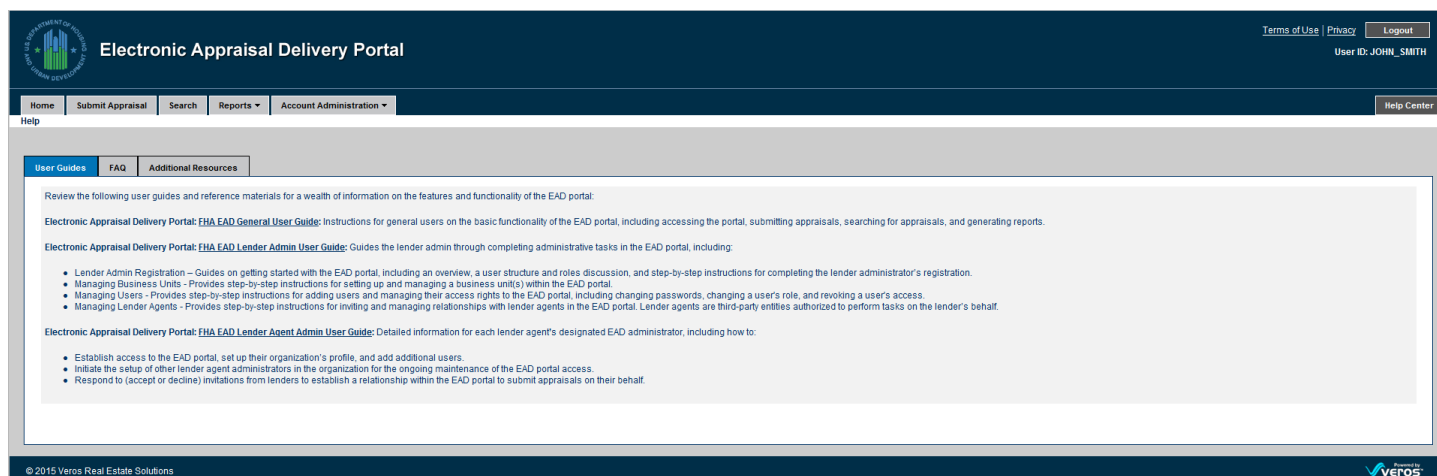 U.S. DEPARTMENT OF HOUSING
AND URBAN DEVELOPMENT
Electronic Appraisal Delivery Portal
Terms of Use | Privacy Logout
User ID: JOHN_SMITH
Home Submit Appraisal Search Reports Account Administration Help Center
Help
User Guides FAQ Additional Resources
Review the following user guides and reference materials for a wealth of information on the features and functionality of the EAD portal:
Electronic Appraisal Delivery Portal: FHA EAD General User Guide: Instructions for general users on the basic functionality of the EAD portal, including accessing the portal, submitting appraisals, searching for appraisals, and generating reports.
Electronic Appraisal Delivery Portal: FHA EAD Lender Admin User Guide: Guides the lender admin through completing administrative tasks in the EAD portal, including:
• Lender Admin Registration – Guides on getting started with the EAD portal, including an overview, a user structure and roles discussion, and step-by-step instructions for completing the lender administrator's registration.
• Managing Business Units - Provides step-by-step instructions for setting up and managing a business unit(s) within the EAD portal.
• Managing Users - Provides step-by-step instructions for adding users and managing their access rights to the EAD portal, including changing passwords, changing a user's role, and revoking a user's access.
• Managing Lender Agents - Provides step-by-step instructions for inviting and managing relationships with lender agents in the EAD portal. Lender agents are third-party entities authorized to perform tasks on the lender's behalf.
Electronic Appraisal Delivery Portal: FHA EAD Lender Agent Admin User Guide: Detailed information for each lender agent's designated EAD administrator, including how to:
• Establish access to the EAD portal, set up their organization's profile, and add additional users.
• Initiate the setup of other lender agent administrators in the organization for the ongoing maintenance of the EAD portal access.
• Respond to (accept or decline) invitations from lenders to establish a relationship within the EAD portal to submit appraisals on their behalf.
© 2015 Veros Real Estate Solutions
Powered by
veros